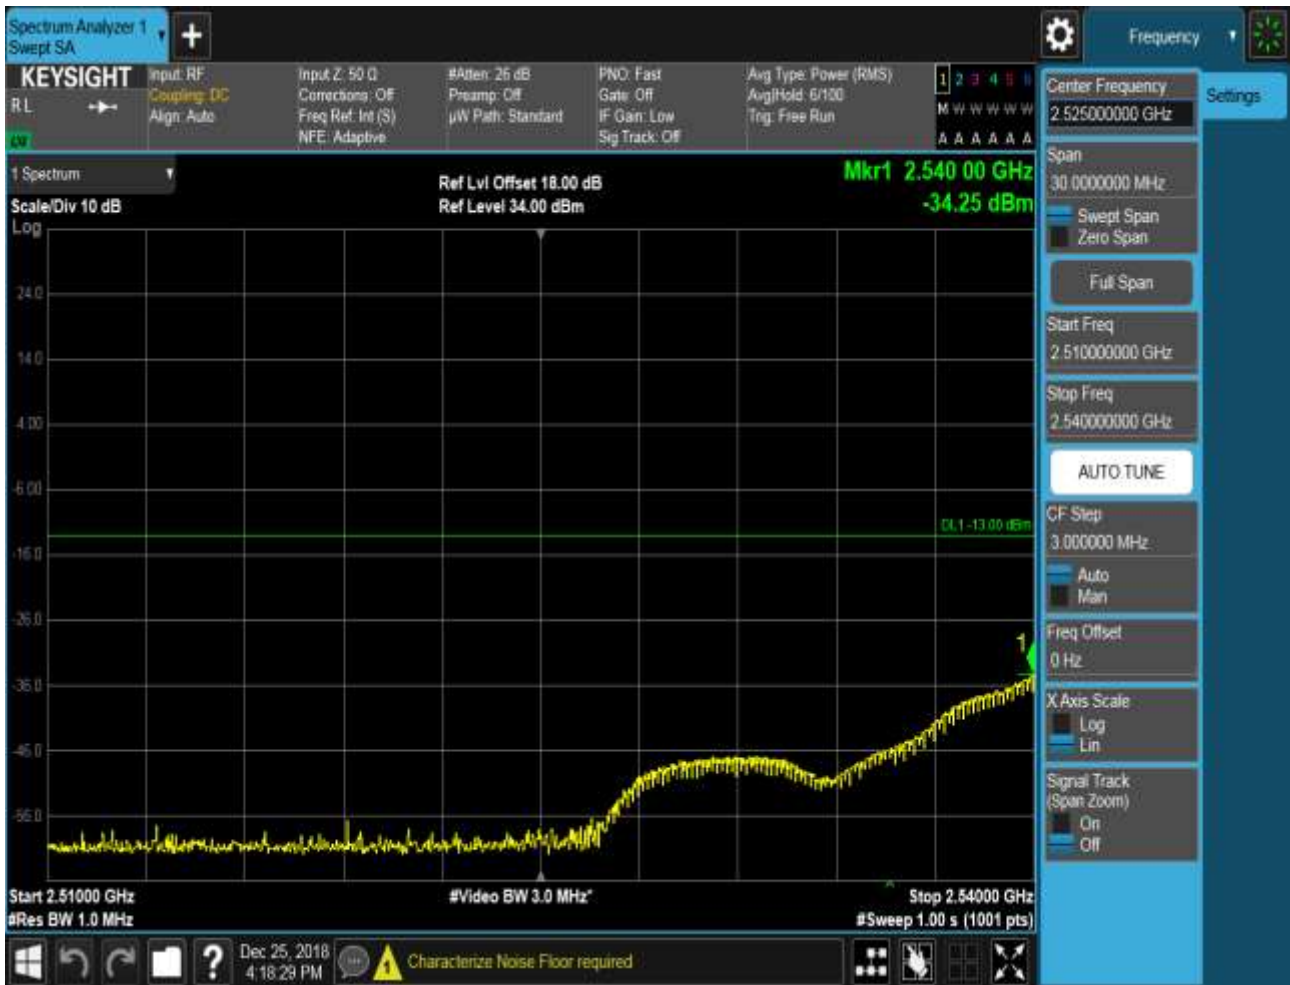 Spectrum Analyzer 1
Swept SA
Frequency
KEYSIGHT
RL
Input: RF
Coupling: DC
Align: Auto
Input Z: 50 Ω
Corrections: Off
Freq Ref: Int (S)
NFE: Adaptive
#Atten: 26 dB
Preamp: Off
µW Path: Standard
PNO: Fast
Gate: Off
IF Gain: Low
Sig Track: Off
Avg Type: Power (RMS)
Avg|Hold: 6/100
Trig: Free Run
1 2 3 4 5 6
M W W W W W
A A A A A A
1 Spectrum
Scale/Div 10 dB
Log
Ref Lvl Offset 18.00 dB
Ref Level 34.00 dBm
Mkr1 2.540 00 GHz
-34.25 dBm
24.0
14.0
4.00
-6.00
-16.0
-26.0
-36.0
-46.0
-56.0
DL1 -13.00 dBm
1
Start 2.51000 GHz
#Res BW 1.0 MHz
#Video BW 3.0 MHz*
Stop 2.54000 GHz
#Sweep 1.00 s (1001 pts)
Center Frequency
2.525000000 GHz
Settings
Span
30.0000000 MHz
Swept Span
Zero Span
Full Span
Start Freq
2.510000000 GHz
Stop Freq
2.540000000 GHz
AUTO TUNE
CF Step
3.000000 MHz
Auto
Man
Freq Offset
0 Hz
X Axis Scale
Log
Lin
Signal Track
(Span Zoom)
On
Off
?
Dec 25, 2018
4:18:29 PM
1
Characterize Noise Floor required